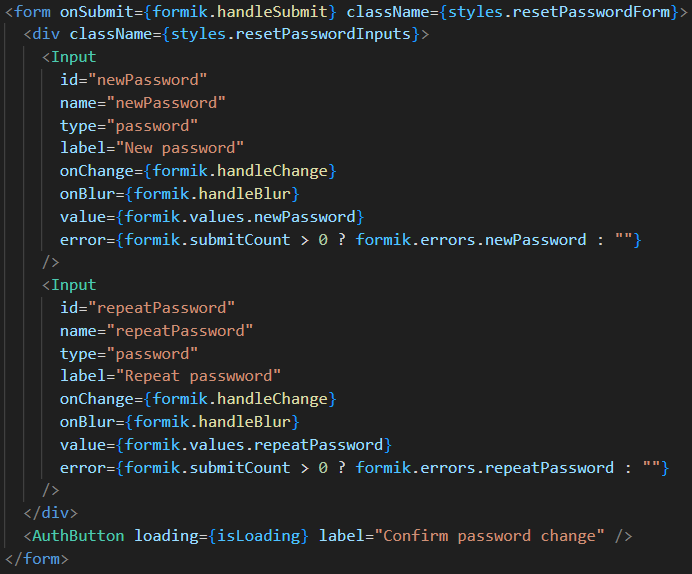 <form onSubmit={formik.handleSubmit} className={styles.resetPasswordForm}>
<div className={styles.resetPasswordInputs}>
<Input
id="newPassword"
name="newPassword"
type="password"
label="New password"
onChange={formik.handleChange}
onBlur={formik.handleBlur}
value={formik.values.newPassword}
error={formik.submitCount > 0 ? formik.errors.newPassword : ""}
/>
<Input
id="repeatPassword"
name="repeatPassword"
type="password"
label="Repeat passwword"
onChange={formik.handleChange}
onBlur={formik.handleBlur}
value={formik.values.repeatPassword}
error={formik.submitCount > 0 ? formik.errors.repeatPassword : ""}
/>
</div>
<AuthButton loading={isLoading} label="Confirm password change" />
</form>